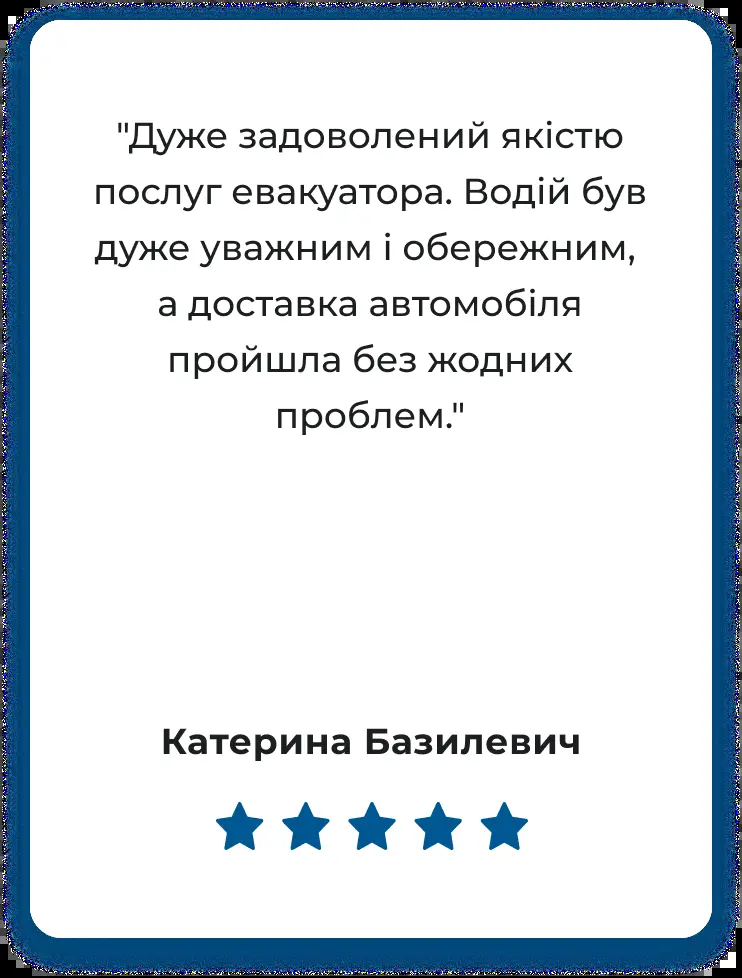 "Дуже задоволений якістю
послуг евакуатора. Водій був
дуже уважним і обережним,
а доставка автомобіля
пройшла без жодних
проблем."
Катерина Базилевич